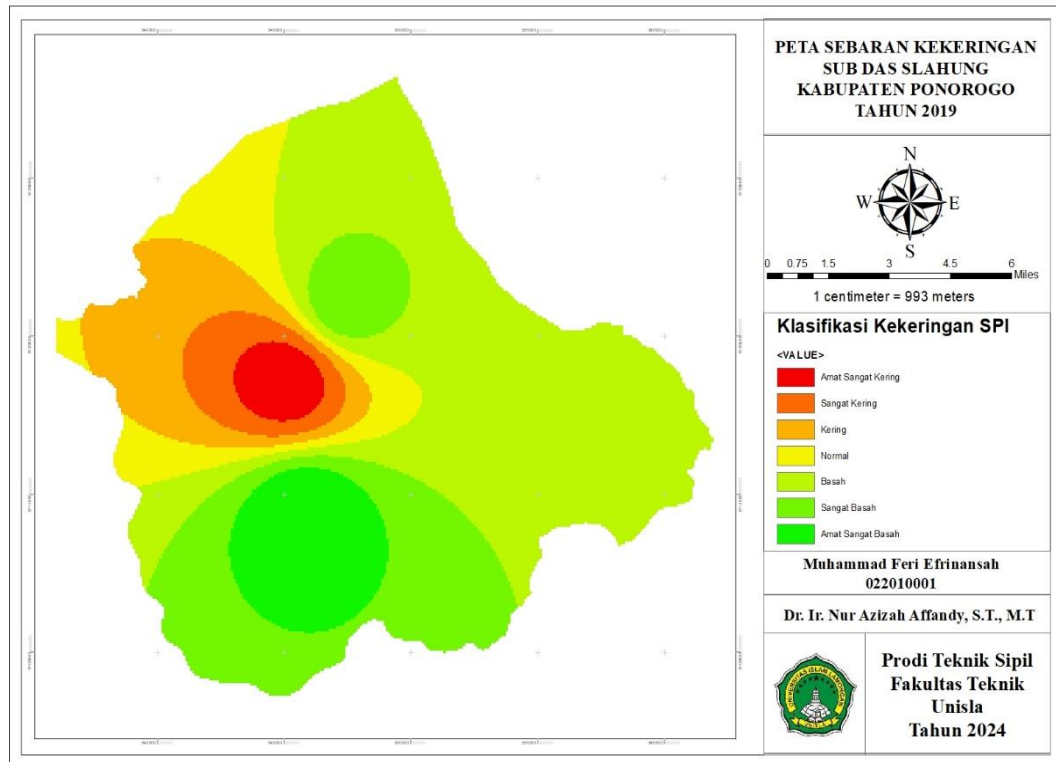 PETA SEBARAN KEKERINGAN
SUB DAS SLAHUNG
KABUPATEN PONOROGO
TAHUN 2019
N
W E
S
0 0.75 1.5 3 4.5 6
Miles
1 centimeter = 993 meters
Klasifikasi Kekeringan SPI
<VALUE>
Amat Sangat Kering
Sangat Kering
Kering
Normal
Basah
Sangat Basah
Amat Sangat Basah
Muhammad Feri Efrinansah
022010001
Dr. Ir. Nur Azizah Affandy, S.T., M.T
UNIVERSITAS ISLAM LAMONGAN
Prodi Teknik Sipil
Fakultas Teknik
Unisla
Tahun 2024